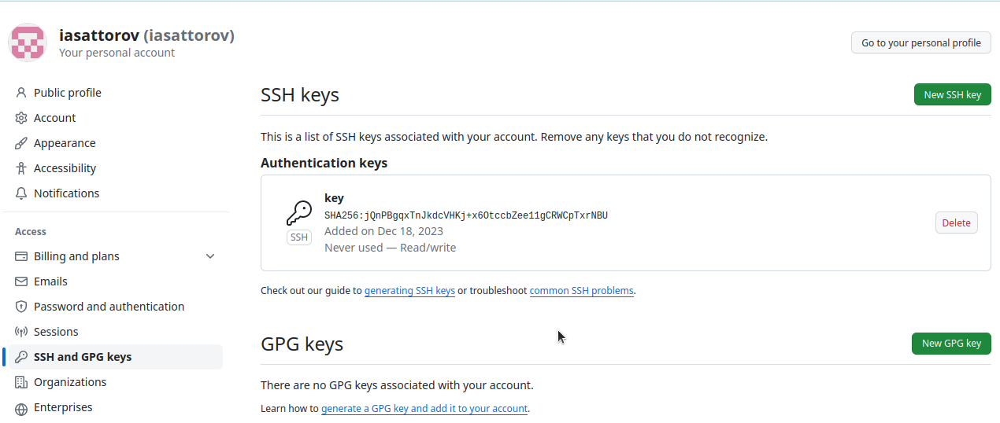 iasattorov (iasattorov)
Your personal account
Go to your personal profile
Public profile
Account
Appearance
Accessibility
Notifications
Access
Billing and plans
Emails
Password and authentication
Sessions
SSH and GPG keys
Organizations
Enterprises
SSH keys
New SSH key
This is a list of SSH keys associated with your account. Remove any keys that you do not recognize.
Authentication keys
key
SHA256:jQnPBgqxTnJkdcVHKj+x6OtccbZee11gCRWCpTxrNBU
SSH
Added on Dec 18, 2023
Never used — Read/write
Delete
Check out our guide to generating SSH keys or troubleshoot common SSH problems.
GPG keys
New GPG key
There are no GPG keys associated with your account.
Learn how to generate a GPG key and add it to your account.